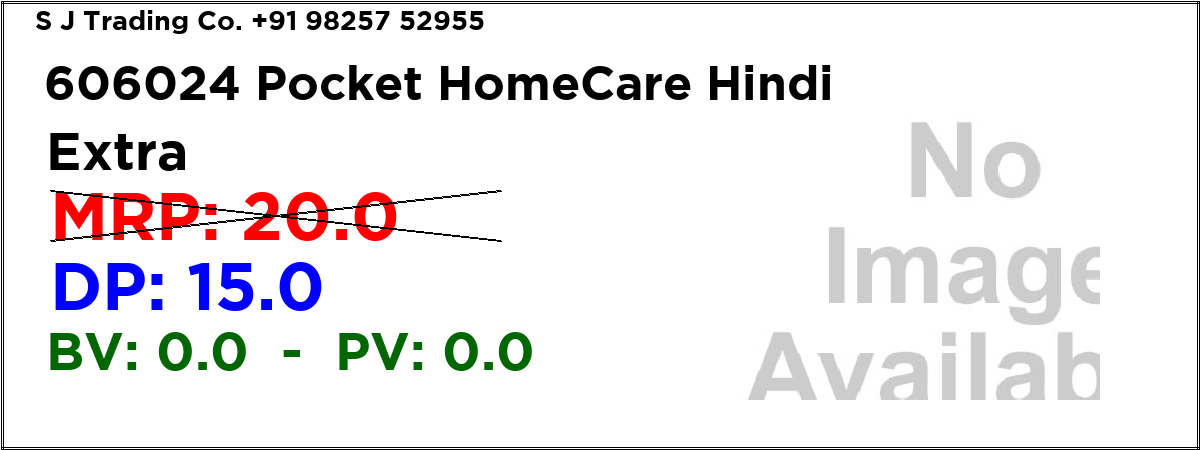 S J Trading Co. +91 98257 52955
606024 Pocket HomeCare Hindi
Extra
MRP: 20.0
DP: 15.0
BV: 0.0 - PV: 0.0
No
Image
Availab